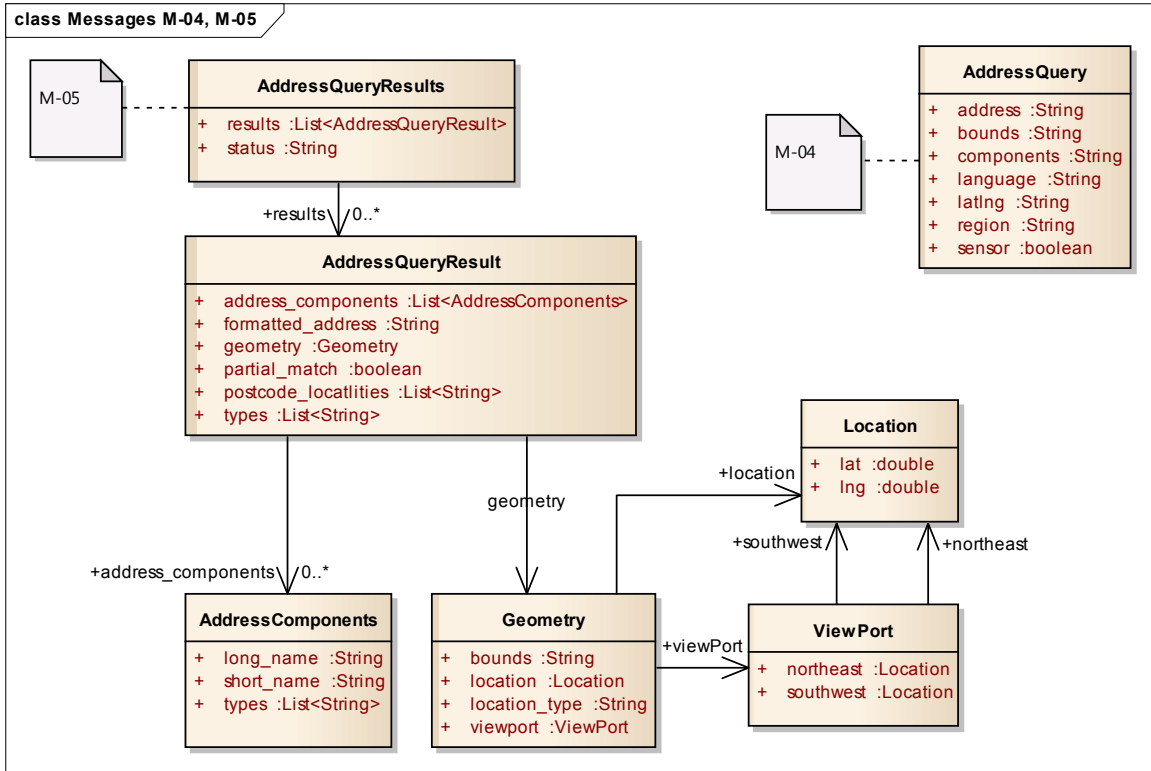 class Messages M-04, M-05
M-05
AddressQueryResults
+ results :List<AddressQueryResult>
+ status :String
M-04
AddressQuery
+ address :String
+ bounds :String
+ components :String
+ language :String
+ latlng :String
+ region :String
+ sensor :boolean
+results 0..*
AddressQueryResult
+ address_components :List<AddressComponents>
+ formatted_address :String
+ geometry :Geometry
+ partial_match :boolean
+ postcode_locatlities :List<String>
+ types :List<String>
+address_components 0..*
geometry
AddressComponents
+ long_name :String
+ short_name :String
+ types :List<String>
Geometry
+ bounds :String
+ location :Location
+ location_type :String
+ viewport :ViewPort
+location
Location
+ lat :double
+ lng :double
+southwest
+northeast
+viewPort
ViewPort
+ northeast :Location
+ southwest :Location